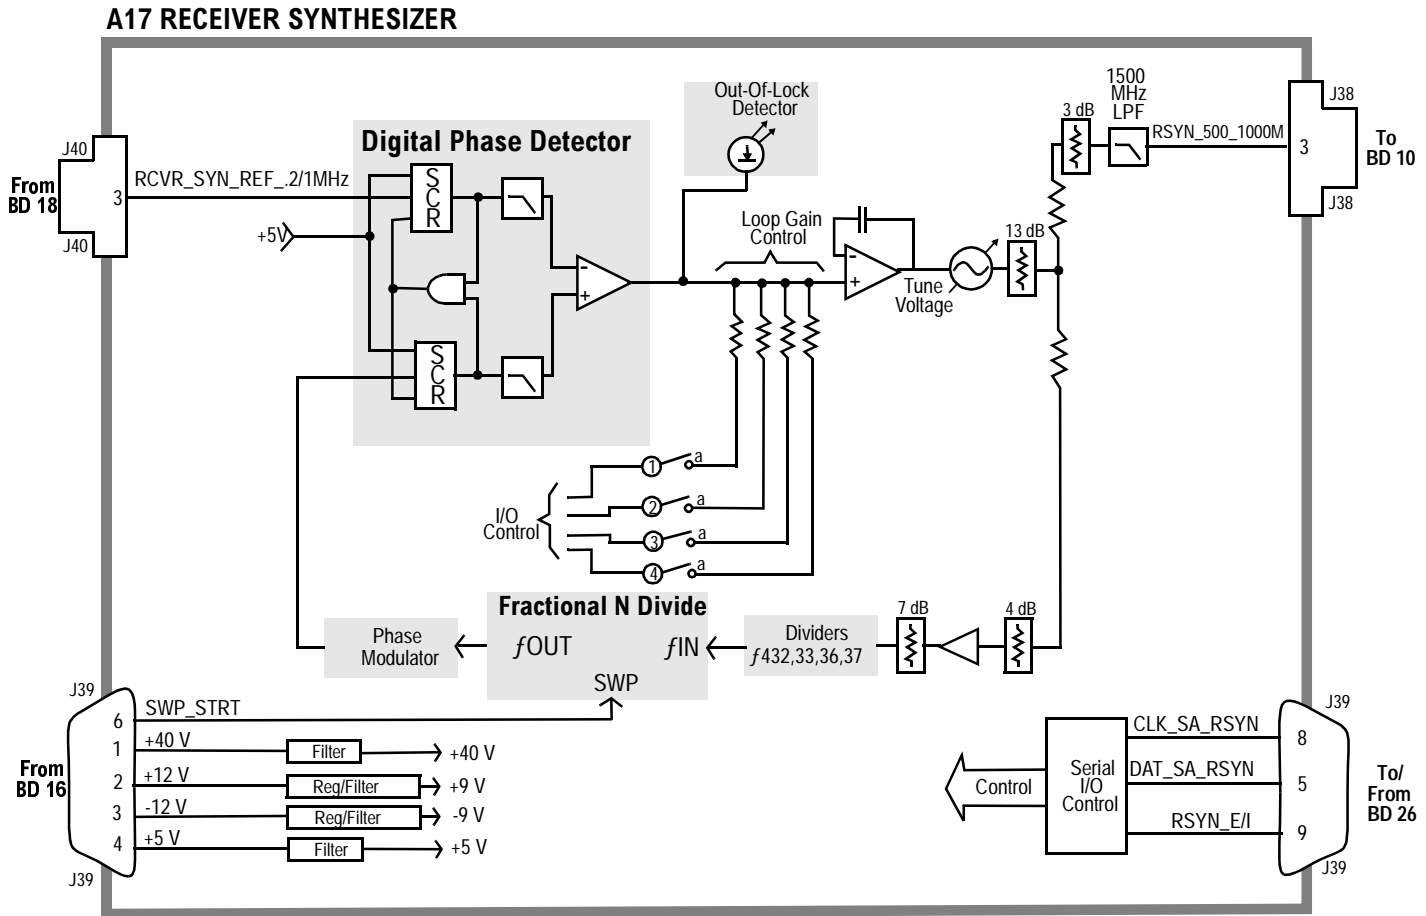 A17 RECEIVER SYNTHESIZER
J40
From
BD 18
3
J40
RCVR_SYN_REF_.2/1MHz
+5V
Digital Phase Detector
S
C
R
S
C
R
Out-Of-Lock
Detector
Loop Gain
Control
-
+
-
+
Tune
Voltage
13 dB
3 dB
1500
MHz
LPF
RSYN_500_1000M
J38
3
J38
To
BD 10
I/O
Control
1
a
2
a
3
a
4
a
Fractional N Divide
ƒOUT
ƒIN
SWP
Phase
Modulator
Dividers
ƒ432,33,36,37
7 dB
4 dB
J39
From
BD 16
6
SWP_STRT
1
+40 V
Filter
+40 V
2
+12 V
Reg/Filter
+9 V
3
-12 V
Reg/Filter
-9 V
4
+5 V
Filter
+5 V
J39
Control
Serial
I/O
Control
CLK_SA_RSYN
8
DAT_SA_RSYN
5
RSYN_E/I
9
J39
J39
To/
From
BD 26